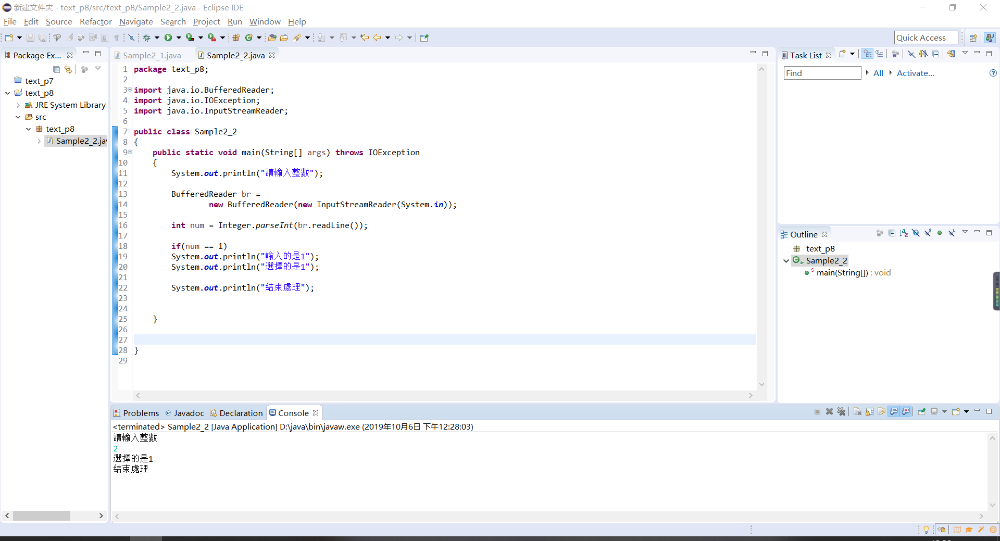 新建文件夹 - text_p8/src/text_p8/Sample2_2.java - Eclipse IDE
File Edit Source Refactor Navigate Search Project Run Window Help
Quick Access
Package Ex...
text_p7
text_p8
JRE System Library
src
text_p8
Sample2_2.ja
Sample2_1.java
Sample2_2.java
1 package text_p8;
2
3 import java.io.BufferedReader;
4 import java.io.IOException;
5 import java.io.InputStreamReader;
6
7 public class Sample2_2
8 {
9 public static void main(String[] args) throws IOException
10 {
11 System.out.println("請輸入整數");
12
13 BufferedReader br =
14 new BufferedReader(new InputStreamReader(System.in));
15
16 int num = Integer.parseInt(br.readLine());
17
18 if(num == 1)
19 System.out.println("輸入的是1");
20 System.out.println("選擇的是1");
21
22 System.out.println("結束處理");
23
24
25 }
26
27
28 }
29
Task List
Find All Activate...
Outline
text_p8
Sample2_2
main(String[]) : void
Problems @ Javadoc Declaration Console
<terminated> Sample2_2 [Java Application] D:\java\bin\javaw.exe (2019年10月6日 下午12:28:03)
請輸入整數
2
選擇的是1
結束處理